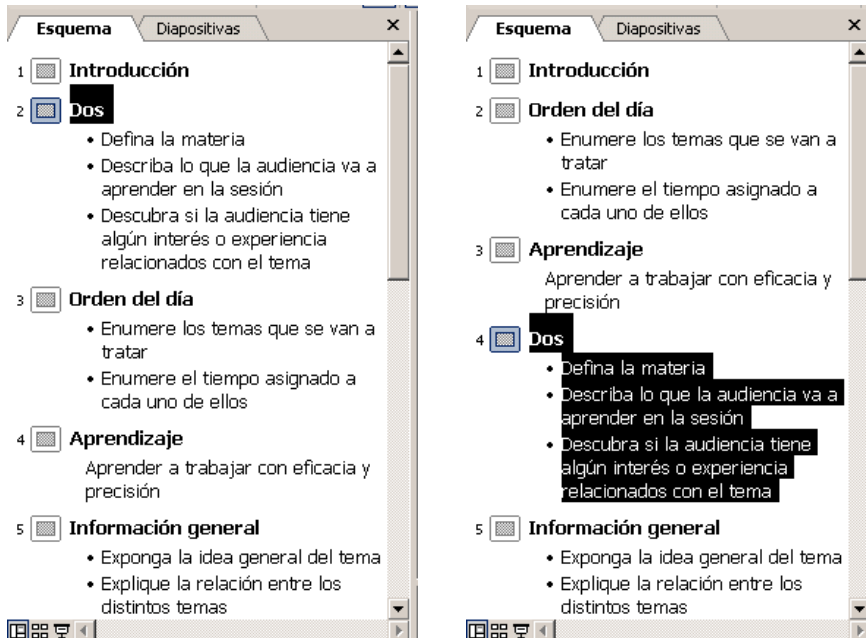 Esquema Diapositivas
1 Introducción
2 Dos
• Defina la materia
• Describa lo que la audiencia va a
aprender en la sesión
• Descubra si la audiencia tiene
algún interés o experiencia
relacionados con el tema
3 Orden del día
• Enumere los temas que se van a
tratar
• Enumere el tiempo asignado a
cada uno de ellos
4 Aprendizaje
Aprender a trabajar con eficacia y
precisión
5 Información general
• Exponga la idea general del tema
• Explique la relación entre los
distintos temas
Esquema Diapositivas
1 Introducción
2 Orden del día
• Enumere los temas que se van a
tratar
• Enumere el tiempo asignado a
cada uno de ellos
3 Aprendizaje
Aprender a trabajar con eficacia y
precisión
4 Dos
• Defina la materia
• Describa lo que la audiencia va a
aprender en la sesión
• Descubra si la audiencia tiene
algún interés o experiencia
relacionados con el tema
5 Información general
• Exponga la idea general del tema
• Explique la relación entre los
distintos temas